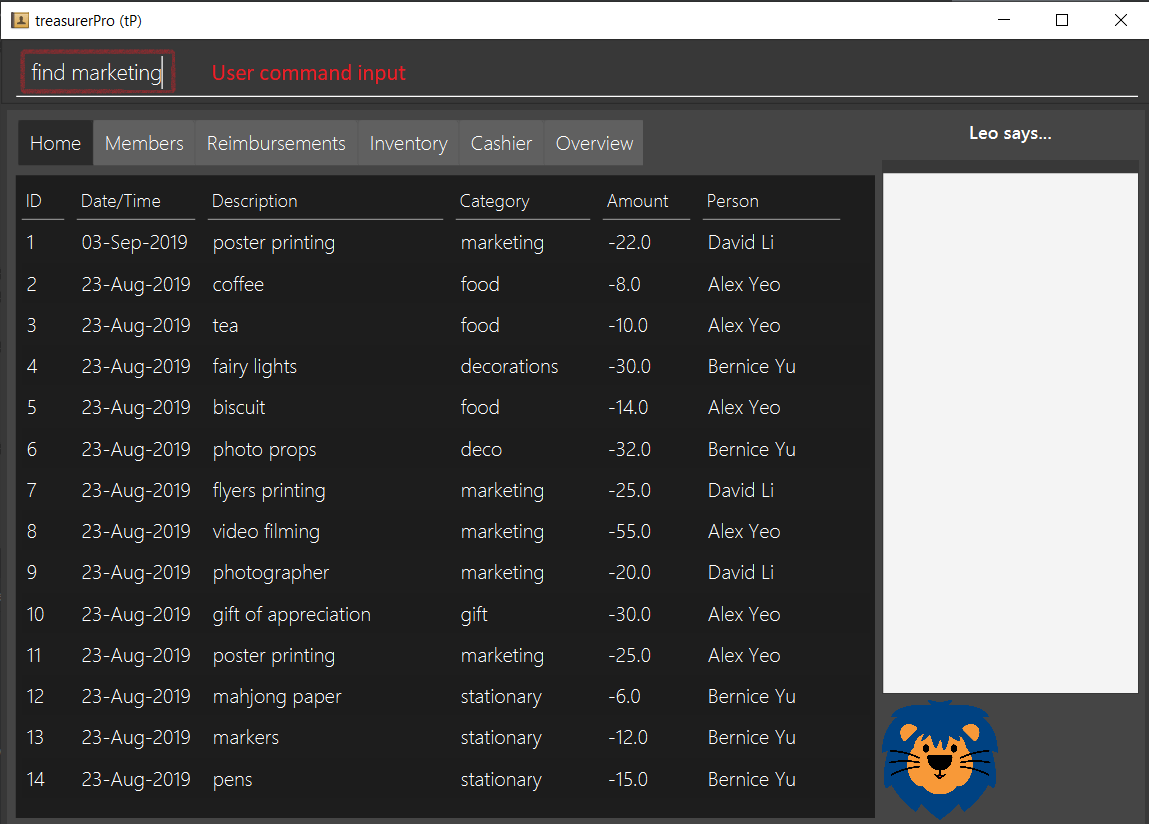 treasurerPro (tP)
find marketing User command input
Home Members Reimbursements Inventory Cashier Overview
Leo says...
ID Date/Time Description Category Amount Person
1 03-Sep-2019 poster printing marketing -22.0 David Li
2 23-Aug-2019 coffee food -8.0 Alex Yeo
3 23-Aug-2019 tea food -10.0 Alex Yeo
4 23-Aug-2019 fairy lights decorations -30.0 Bernice Yu
5 23-Aug-2019 biscuit food -14.0 Alex Yeo
6 23-Aug-2019 photo props deco -32.0 Bernice Yu
7 23-Aug-2019 flyers printing marketing -25.0 David Li
8 23-Aug-2019 video filming marketing -55.0 Alex Yeo
9 23-Aug-2019 photographer marketing -20.0 David Li
10 23-Aug-2019 gift of appreciation gift -30.0 Alex Yeo
11 23-Aug-2019 poster printing marketing -25.0 Alex Yeo
12 23-Aug-2019 mahjong paper stationary -6.0 Bernice Yu
13 23-Aug-2019 markers stationary -12.0 Bernice Yu
14 23-Aug-2019 pens stationary -15.0 Bernice Yu